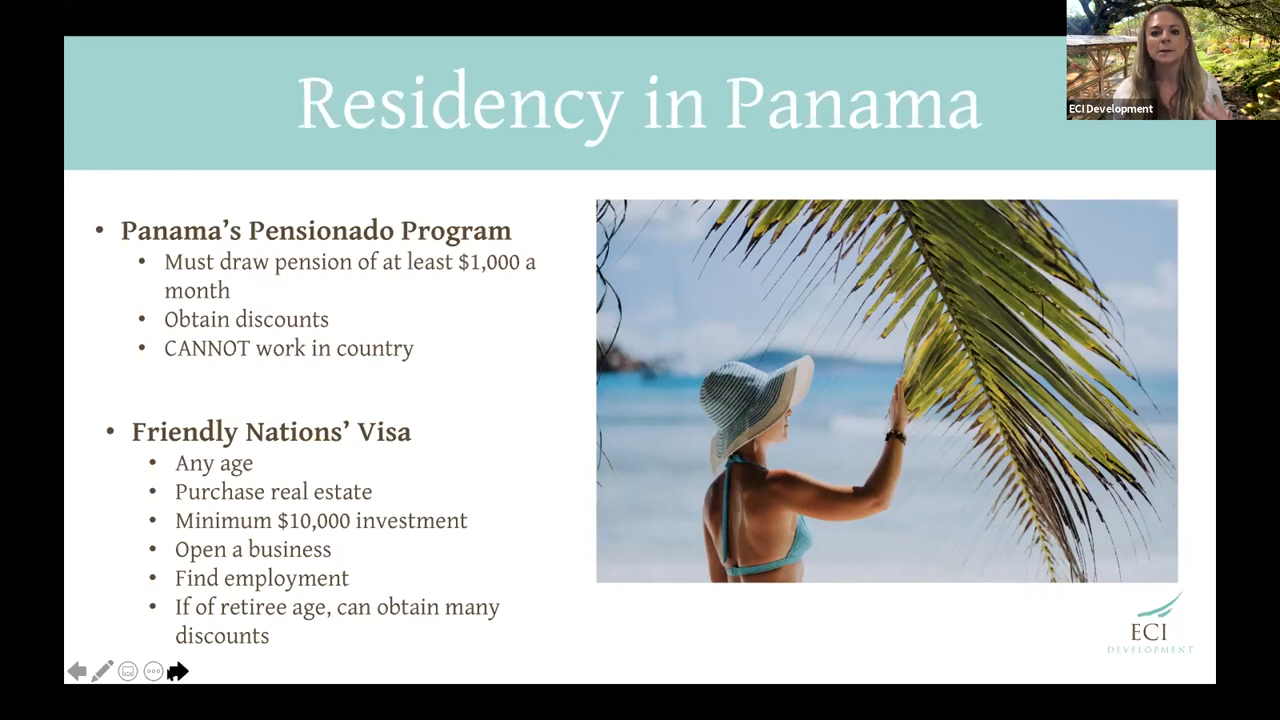 Residency in Panama
ECI Development
• Panama’s Pensionado Program
• Must draw pension of at least $1,000 a
month
• Obtain discounts
• CANNOT work in country
• Friendly Nations’ Visa
• Any age
• Purchase real estate
• Minimum $10,000 investment
• Open a business
• Find employment
• If of retiree age, can obtain many
discounts
ECI
DEVELOPMENT